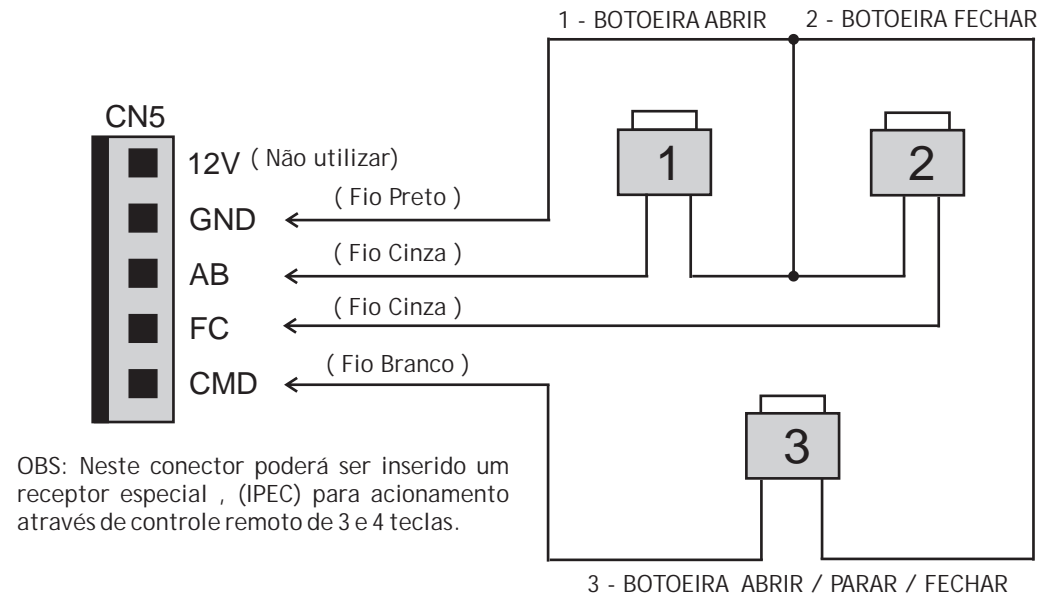 1 - BOTOEIRA ABRIR
2 - BOTOEIRA FECHAR
CN5
12V ( Não utilizar)
GND
( Fio Preto )
AB
( Fio Cinza )
FC
( Fio Cinza )
CMD
( Fio Branco )
1
2
3
OBS: Neste conector poderá ser inserido um
receptor especial , (IPEC) para acionamento
através de controle remoto de 3 e 4 teclas.
3 - BOTOEIRA ABRIR / PARAR / FECHAR